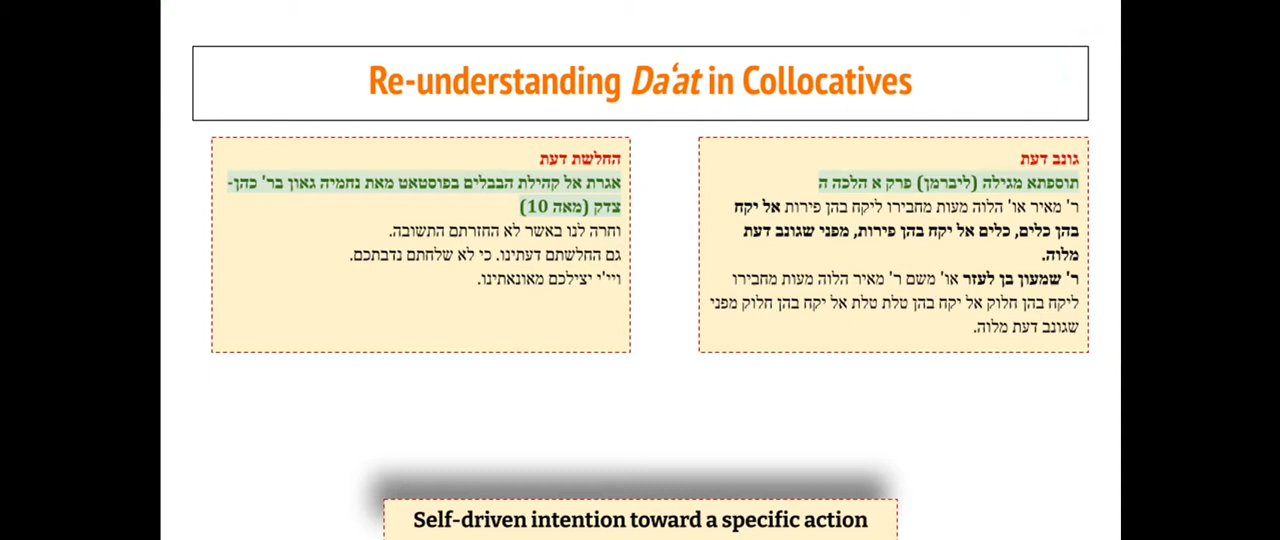 Re-understanding Da‘at in Collocatives
גונב דעת
תוספתא מגילה (ליברמן) פרק א הלכה ה
ר' מאיר או' הלוה מעות מחבירו ליקח בהן פירות אל יקח
בהן כלים, כלים אל יקח בהן פירות, מפני שגונב דעת
מלוה.
ר' שמעון בן לעזר או' משם ר' מאיר הלוה מעות מחבירו
ליקח בהן חלוק אל יקח בהן טלת טלת אל יקח בהן חלוק מפני
שגונב דעת מלוה.
החלשת דעת
אגרת אל קהילת הבבלים בפוסטאט מאת נחמיה גאון בר' כהן-
צדק (מאה 10)
וחרה לנו באשר לא החזרתם התשובה.
גם החלשתם דעתינו. כי לא שלחתם נדבתכם.
וייי יצילכם מאונאתינו.
Self-driven intention toward a specific action